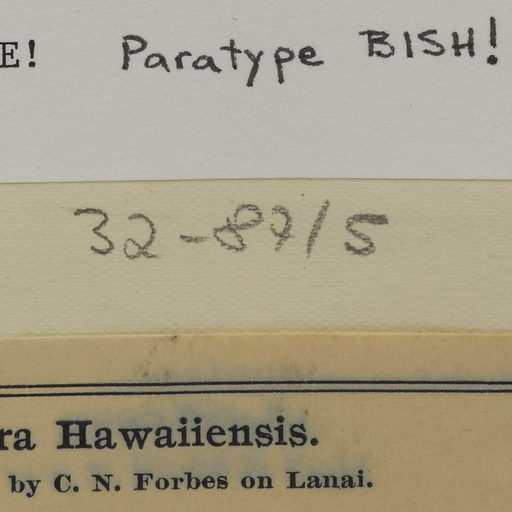 E! Paratype BISH!
32-87/5
ra Hawaiiensis.
by C. N. Forbes on Lanai.